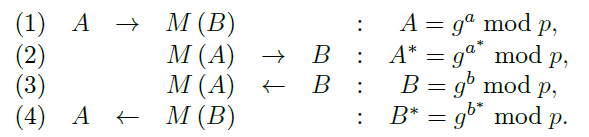 (1) A → M (B) : A = g^a mod p,
(2) M (A) → B : A* = g^{a*} mod p,
(3) M (A) ← B : B = g^b mod p,
(4) A ← M (B) : B* = g^{b*} mod p.